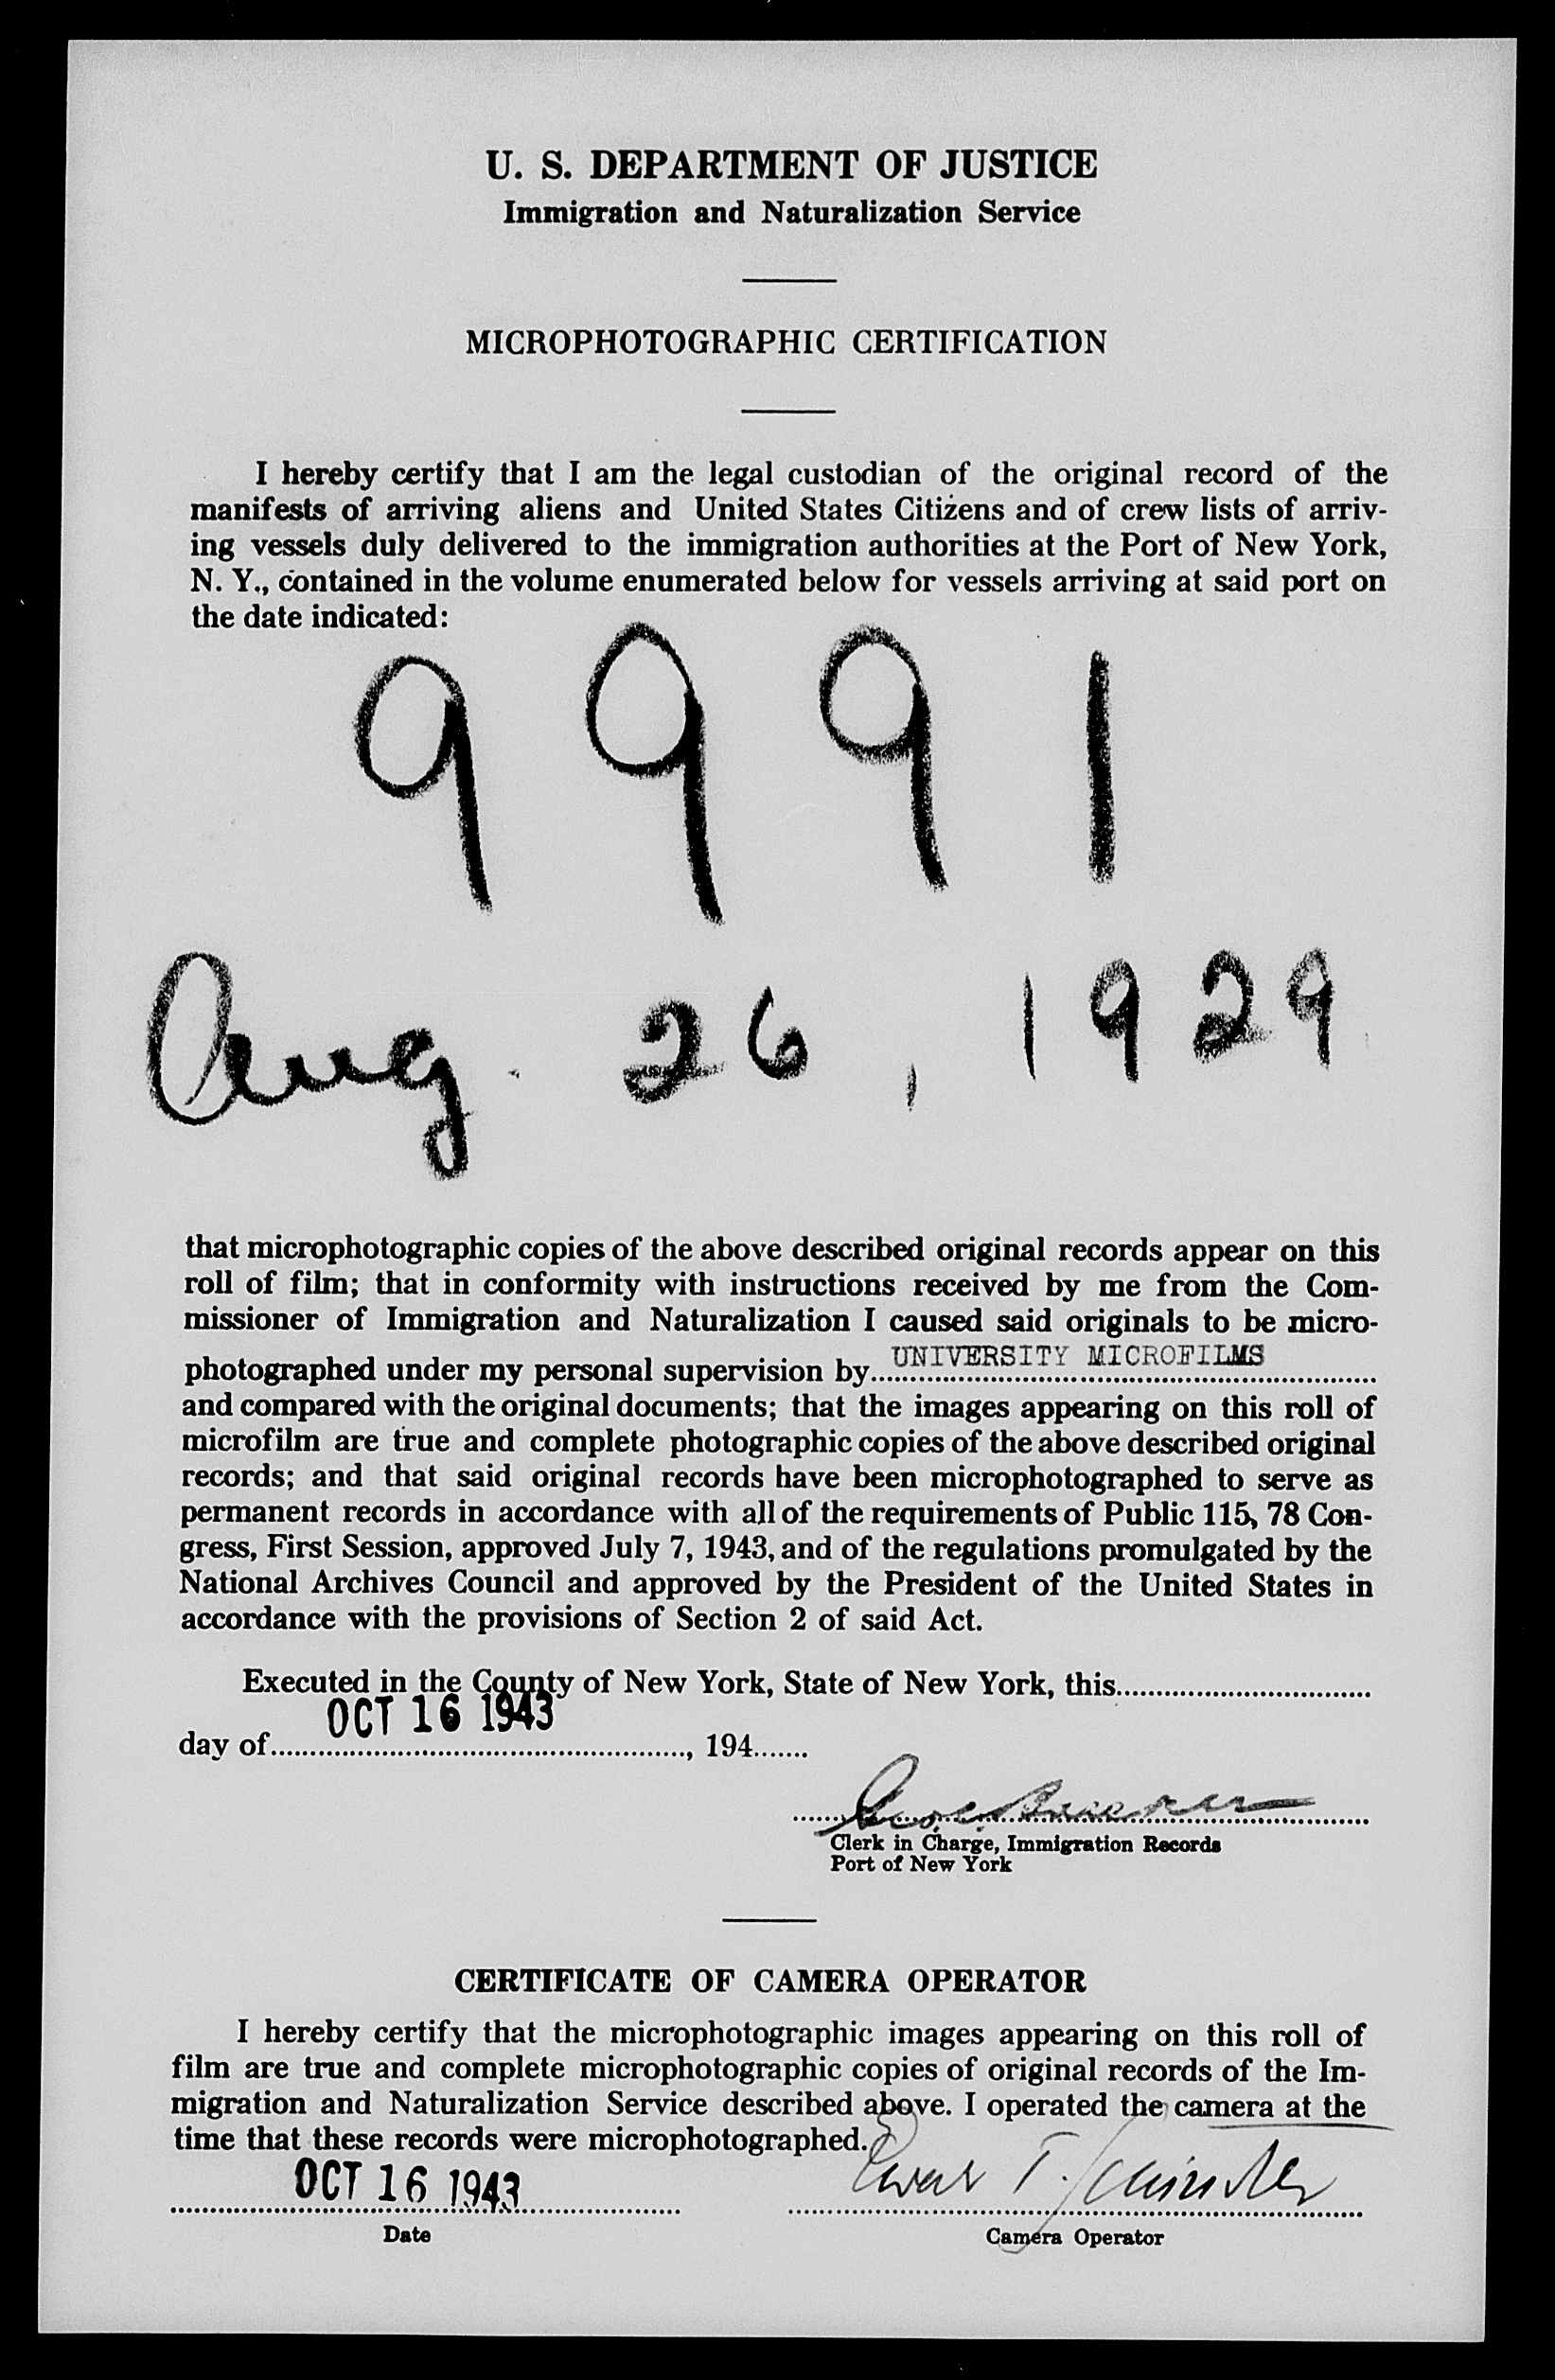 U. S. DEPARTMENT OF JUSTICE
Immigration and Naturalization Service
MICROPHOTOGRAPHIC CERTIFICATION
I hereby certify that I am the legal custodian of the original record of the
manifests of arriving aliens and United States Citizens and of crew lists of arriv-
ing vessels duly delivered to the immigration authorities at the Port of New York,
N. Y., contained in the volume enumerated below for vessels arriving at said port on
the date indicated:
9991
Aug. 26, 1929
that microphotographic copies of the above described original records appear on this
roll of film; that in conformity with instructions received by me from the Com-
missioner of Immigration and Naturalization I caused said originals to be micro-
photographed under my personal supervision by UNIVERSITY MICROFILMS
and compared with the original documents; that the images appearing on this roll of
microfilm are true and complete photographic copies of the above described original
records; and that said original records have been microphotographed to serve as
permanent records in accordance with all of the requirements of Public 115, 78 Con-
gress, First Session, approved July 7, 1943, and of the regulations promulgated by the
National Archives Council and approved by the President of the United States in
accordance with the provisions of Section 2 of said Act.
Executed in the County of New York, State of New York, this
OCT 16 1943
day of, 194
Clerk in Charge, Immigration Records
Port of New York
CERTIFICATE OF CAMERA OPERATOR
I hereby certify that the microphotographic images appearing on this roll of
film are true and complete microphotographic copies of original records of the Im-
migration and Naturalization Service described above. I operated the camera at the
time that these records were microphotographed.
OCT 16 1943
T.
Date
Camera Operator